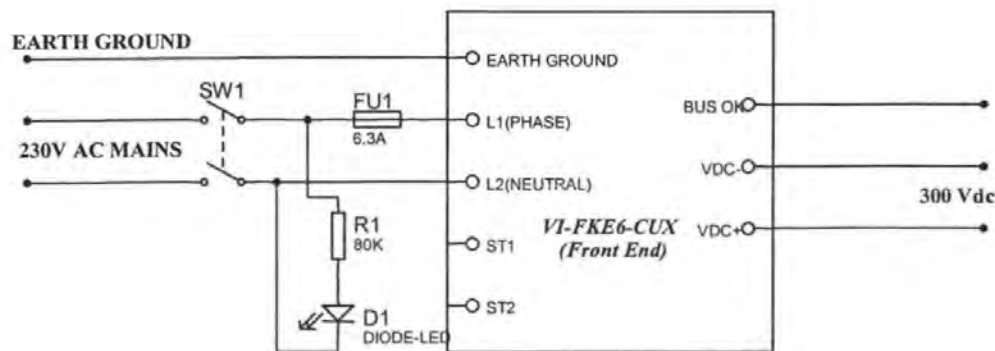 EARTH GROUND
EARTH GROUND
SW1
FU1
BUS OK
6.3A
L1(PHASE)
230V AC MAINS
VDC-
L2(NEUTRAL)
300 Vdc
R1
80K
VI-FKE6-CUX
(Front End)
VDC+
ST1
ST2
D1
DIODE-LED